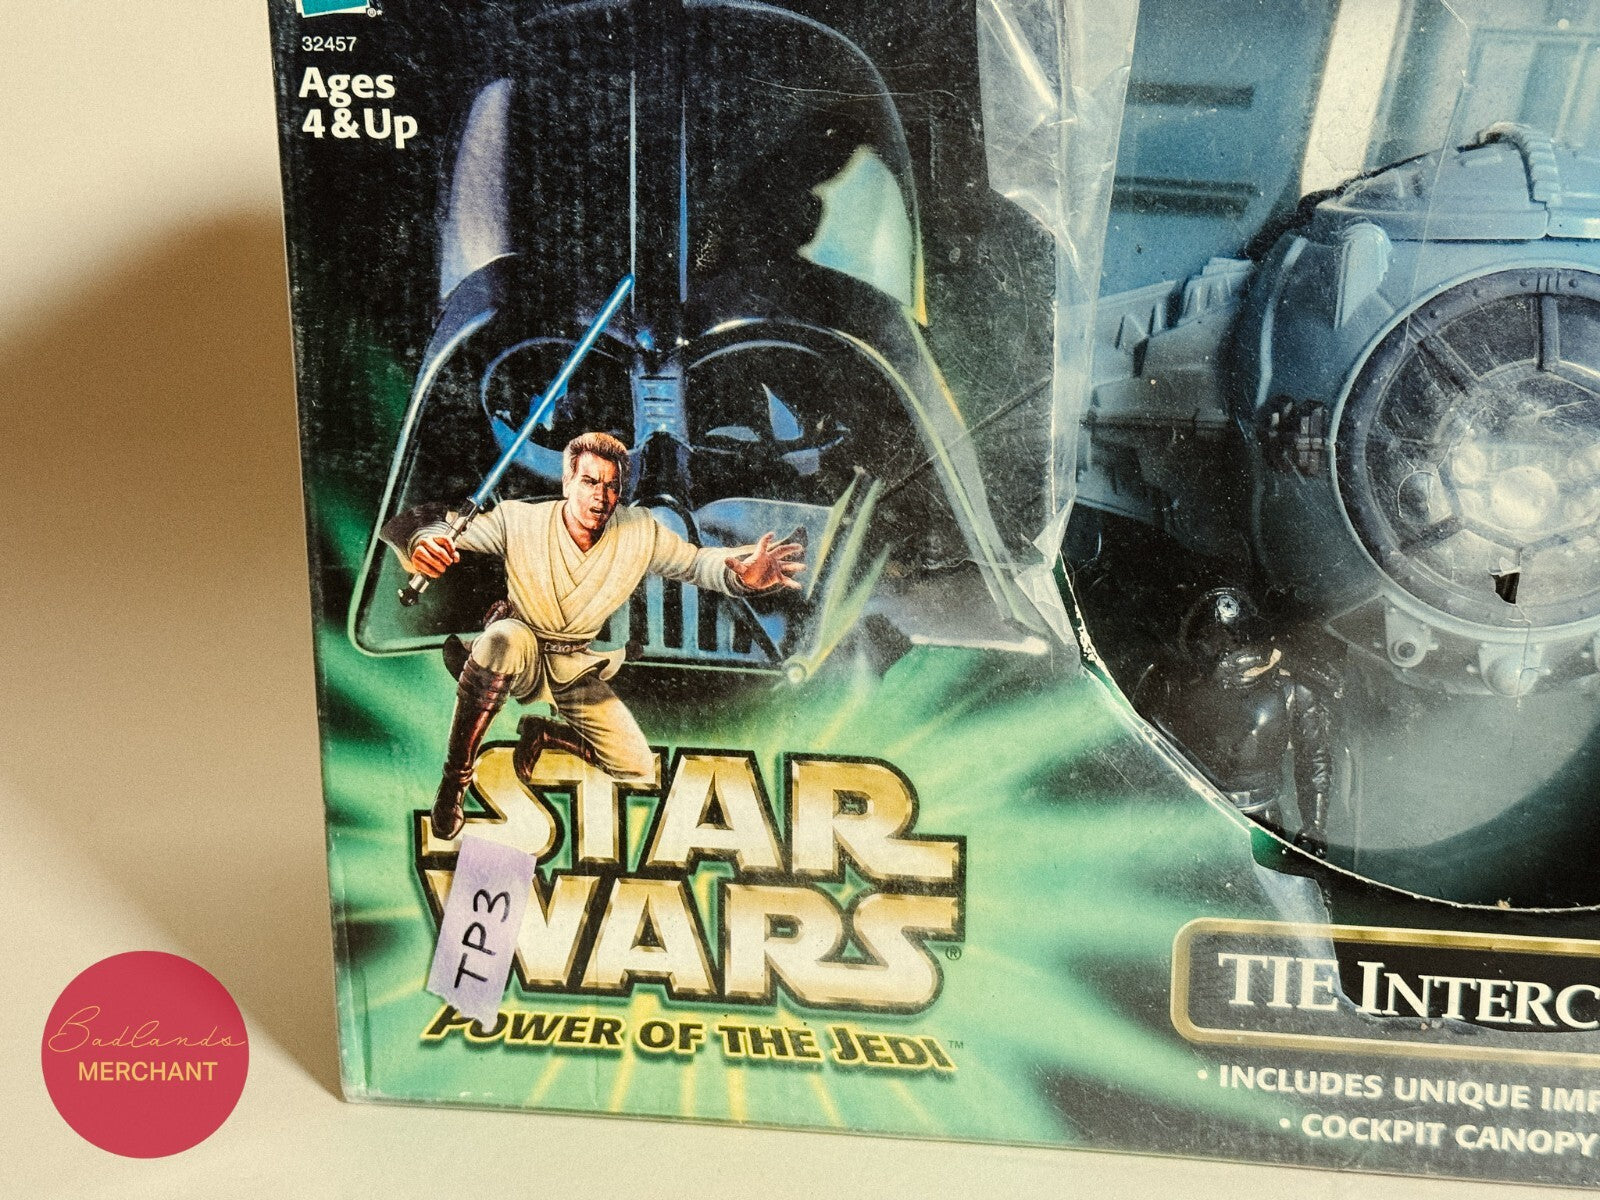 32457
Ages
4 & Up
STAR
WARS®
POWER OF THE JEDI™
TP3
TIE INTERC
• INCLUDES UNIQUE IMP
• COCKPIT CANOPY
Badlands
MERCHANT